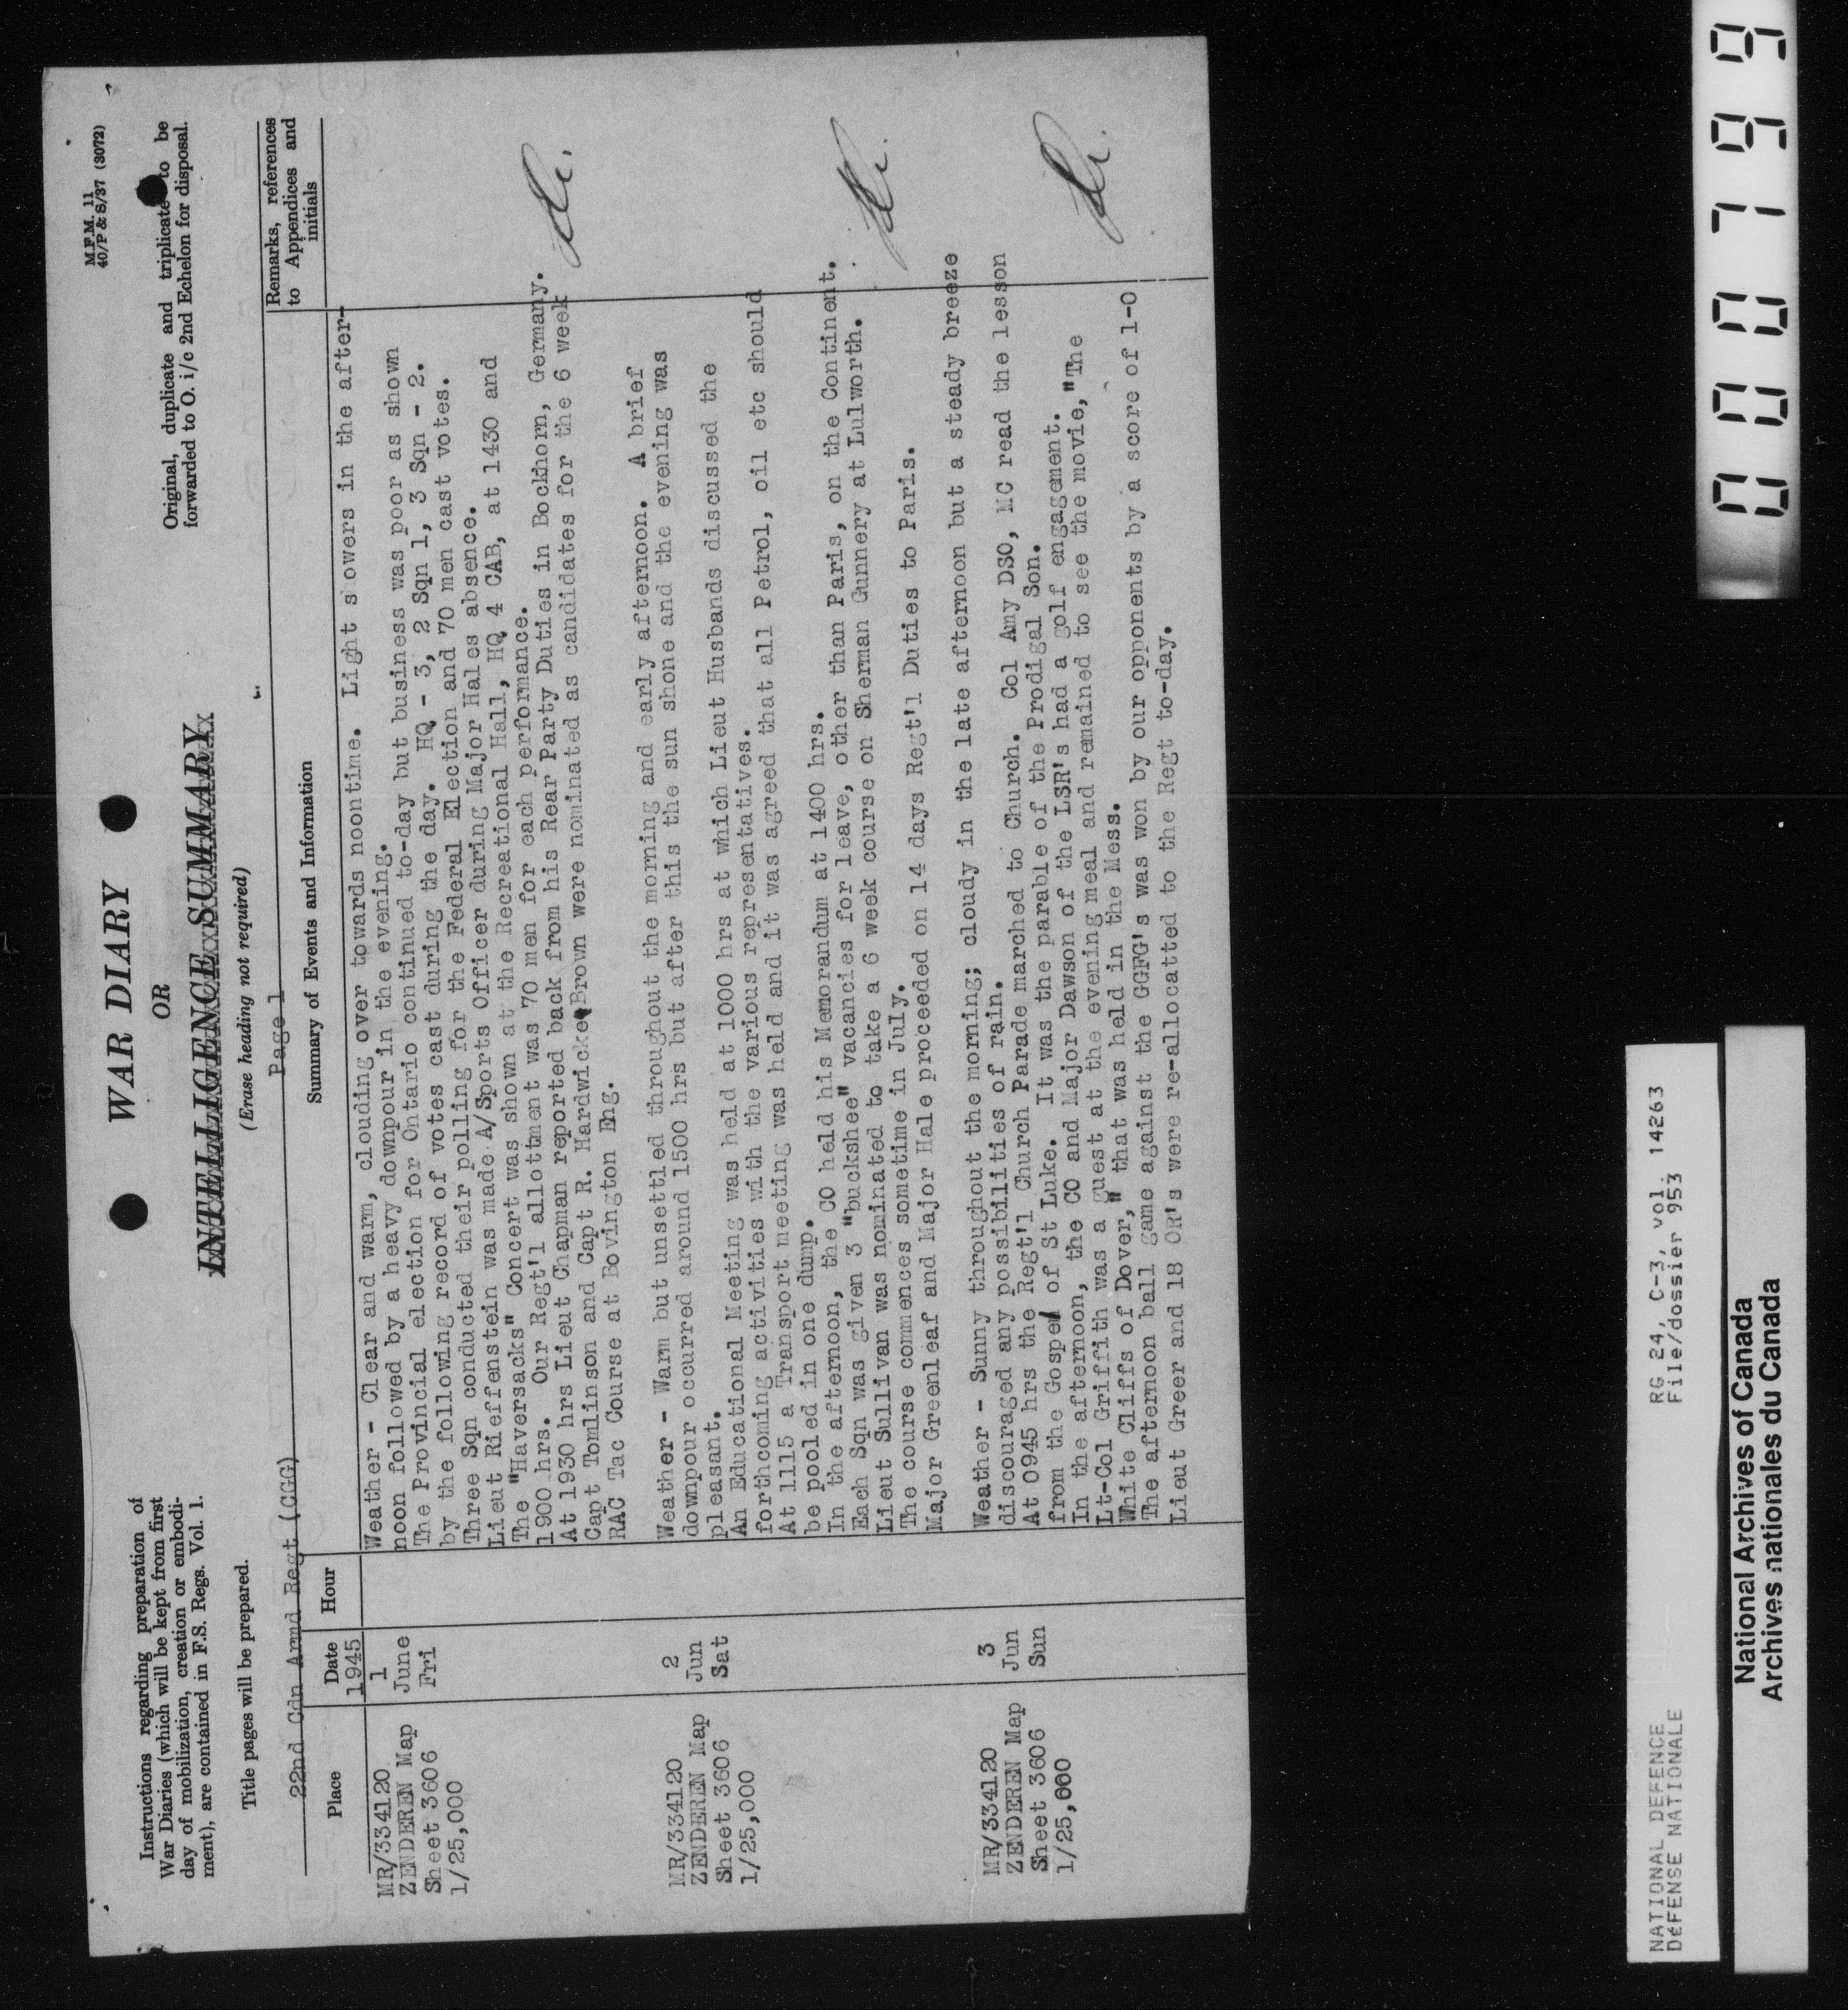 M.F.M. 11
40/P & S/37 (3072)
WAR DIARY
OR
INTELLIGENCE SUMMARY
(Erase heading not required)
Instructions regarding preparation of
War Diaries (which will be kept from first
day of mobilization, creation or embodi-
ment), are contained in F.S. Regs. Vol. 1.
Title pages will be prepared.
Original, duplicate and triplicate to be
forwarded to O. i/c 2nd Echelon for disposal.
22nd Cdn Armd Regt (CGG)
Page 1
Place
Date
Hour
Summary of Events and Information
Remarks, references
to Appendices and
initials
1945
MR/334120
ZENDEREN Map
Sheet 3606
1/25,000
1
June
Fri
Weather - Clear and warm, clouding over towards noontime. Light s owers in the after-
noon followed by a heavy downpour in the evening.
The Provincial election for Ontario continued to-day but business was poor as shown
by the following record of votes cast during the day. HQ - 3, 2 Sqn 1, 3 Sqn - 2.
Three Sqn conducted their polling for the Federal Election and 70 men cast votes.
Lieut Rieffenstein was made A/Sports Officer during Major Hales absence.
The "Haversacks" Concert was shown at the Recreational Hall, HQ 4 CAB, at 1430 and
1900 hrs. Our Regt'l allottment was 70 men for each performance.
At 1930 hrs Lieut Chapman reported back from his Rear Party Duties in Bockhorn, Germany.
Capt Tomlinson and Capt R. Hardwicke Brown were nominated as candidates for the 6 week
RAC Tac Course at Bovington Eng.
MR/334120
ZENDEREN Map
Sheet 3606
1/25,000
2
Jun
Sat
Weather - Warm but unsettled throughout the morning and early afternoon. A brief
downpour occurred around 1500 hrs but after this the sun shone and the evening was
pleasant.
An Educational Meeting was held at 1000 hrs at which Lieut Husbands discussed the
forthcoming activities with the various representatives.
At 1115 a Transport meeting was held and it was agreed that all Petrol, oil etc should
be pooled in one dump.
In the afternoon, the CO held his Memorandum at 1400 hrs.
Each Sqn was given 3 "buckshee" vacancies for leave, other than Paris, on the Continent.
Lieut Sullivan was nominated to take a 6 week course on Sherman Gunnery at Lulworth.
The course commences sometime in July.
Major Greenleaf and Major Hale proceeded on 14 days Regt'l Duties to Paris.
MR/334120
ZENDEREN Map
Sheet 3606
1/25,000
3
Jun
Sun
Weather - Sunny throughout the morning; cloudy in the late afternoon but a steady breeze
discouraged any possibilities of rain.
At 0945 hrs the Regt'l Church Parade marched to Church. Col Amy DSO, MC read the lesson
from the Gospel of St Luke. It was the parable of the Prodigal Son.
In the afternoon, the CO and Major Dawson of the LSR's had a golf engagement.
Lt-Col Griffith was a guest at the evening meal and remained to see the movie, "The
White Cliffs of Dover," that was held in the Mess.
The afternoon ball game against the GGFG's was won by our opponents by a score of 1-0
Lieut Greer and 18 OR's were re-allocatted to the Regt to-day.
000799
NATIONAL DEFENCE
DéFENSE NATIONALE
RG 24, C-3, vol. 14263
File/dossier 953
National Archives of Canada
Archives nationales du Canada